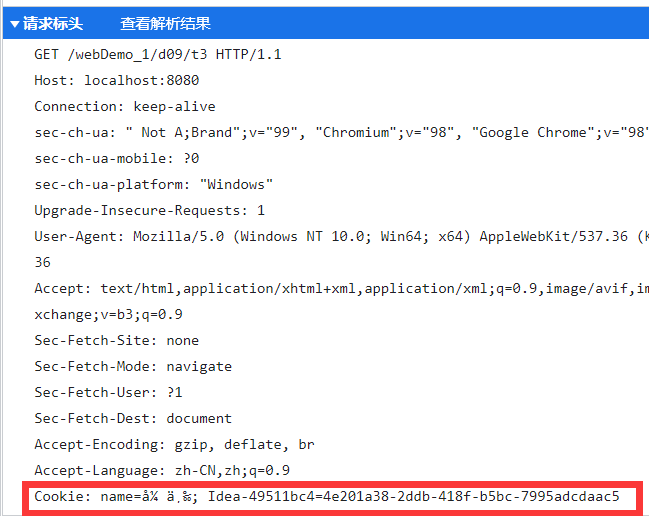 请求标头 查看解析结果
GET /webDemo_1/d09/t3 HTTP/1.1
Host: localhost:8080
Connection: keep-alive
sec-ch-ua: " Not A;Brand";v="99", "Chromium";v="98", "Google Chrome";v="98"
sec-ch-ua-mobile: ?0
sec-ch-ua-platform: "Windows"
Upgrade-Insecure-Requests: 1
User-Agent: Mozilla/5.0 (Windows NT 10.0; Win64; x64) AppleWebKit/537.36 (K
36
Accept: text/html,application/xhtml+xml,application/xml;q=0.9,image/avif,im
xchange;v=b3;q=0.9
Sec-Fetch-Site: none
Sec-Fetch-Mode: navigate
Sec-Fetch-User: ?1
Sec-Fetch-Dest: document
Accept-Encoding: gzip, deflate, br
Accept-Language: zh-CN,zh;q=0.9
Cookie: name=å¼ ä¸‰; Idea-49511bc4=4e201a38-2ddb-418f-b5bc-7995adcdaac5